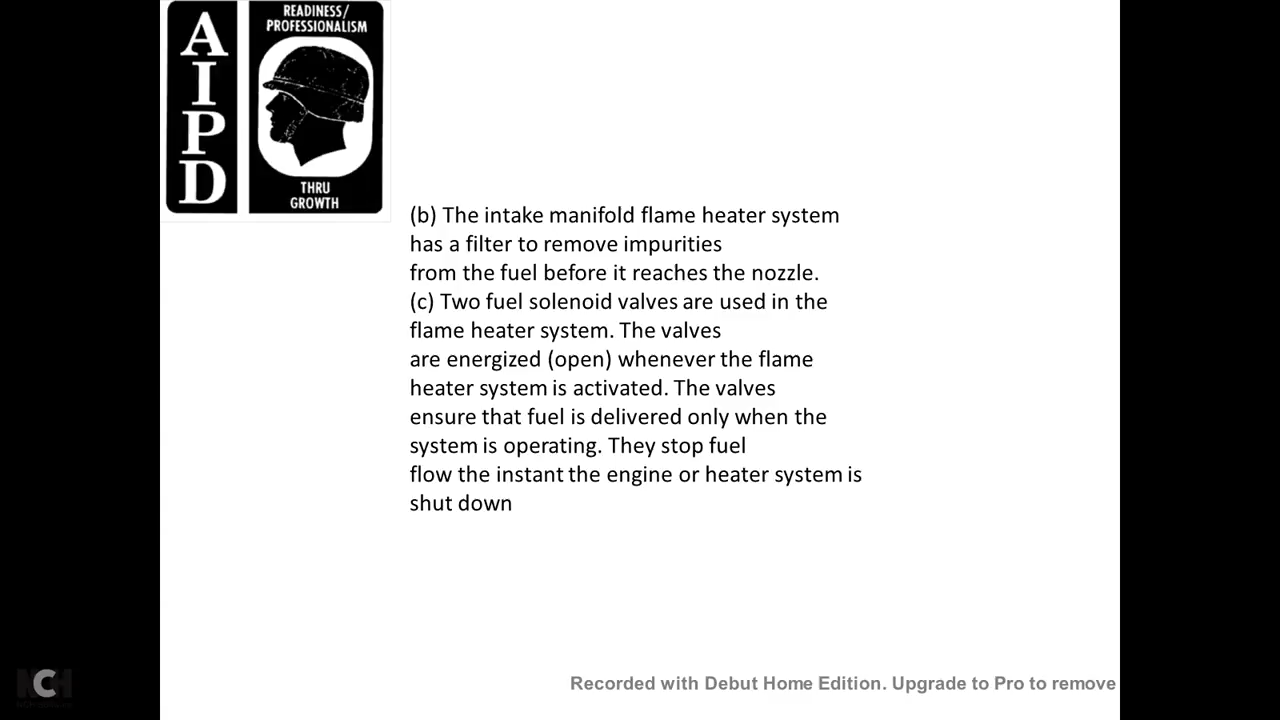 AIPD
READINESS/
PROFESSIONALISM
THRU
GROWTH
(b) The intake manifold flame heater system
has a filter to remove impurities
from the fuel before it reaches the nozzle.
(c) Two fuel solenoid valves are used in the
flame heater system. The valves
are energized (open) whenever the flame
heater system is activated. The valves
ensure that fuel is delivered only when the
system is operating. They stop fuel
flow the instant the engine or heater system is
shut down
Recorded with Debut Home Edition. Upgrade to Pro to remove
NCH